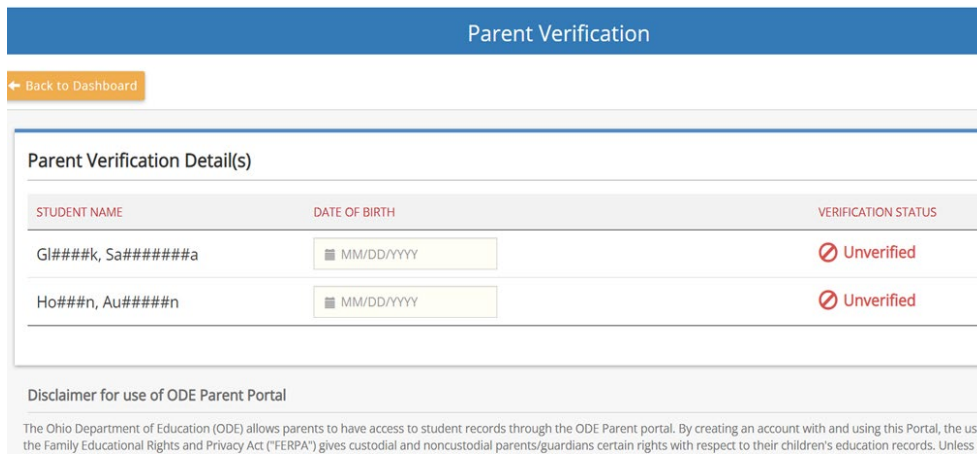 Parent Verification
Back to Dashboard
Parent Verification Detail(s)
STUDENT NAME DATE OF BIRTH VERIFICATION STATUS
Gl####k, Sa#######a MM/DD/YYYY Unverified
Ho###n, Au#####n MM/DD/YYYY Unverified
Disclaimer for use of ODE Parent Portal
The Ohio Department of Education (ODE) allows parents to have access to student records through the ODE Parent portal. By creating an account with and using this Portal, the us
the Family Educational Rights and Privacy Act ("FERPA") gives custodial and noncustodial parents/guardians certain rights with respect to their children's education records. Unless